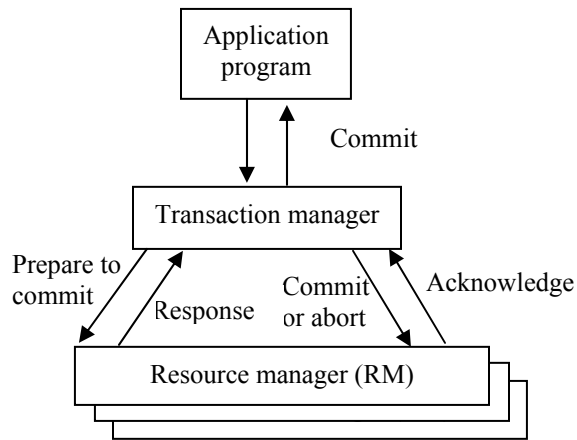 Application
program
Commit
Transaction manager
Prepare to
commit
Response
Commit
or abort
Acknowledge
Resource manager (RM)